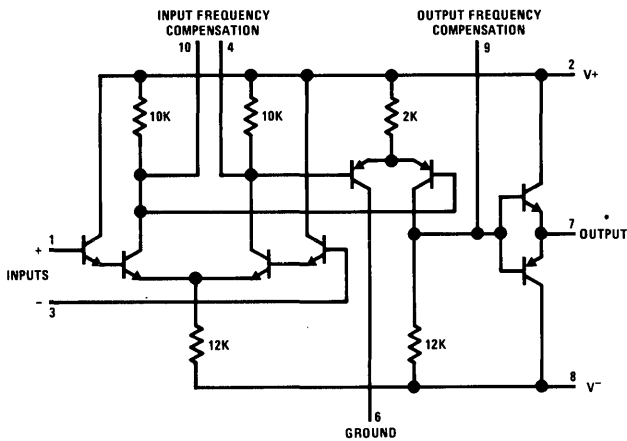 INPUT FREQUENCY
COMPENSATION
10 4
OUTPUT FREQUENCY
COMPENSATION
9
2 V+
10K
10K
2K
1
+
INPUTS
-
3
7
OUTPUT
12K
12K
8 V-
6
GROUND